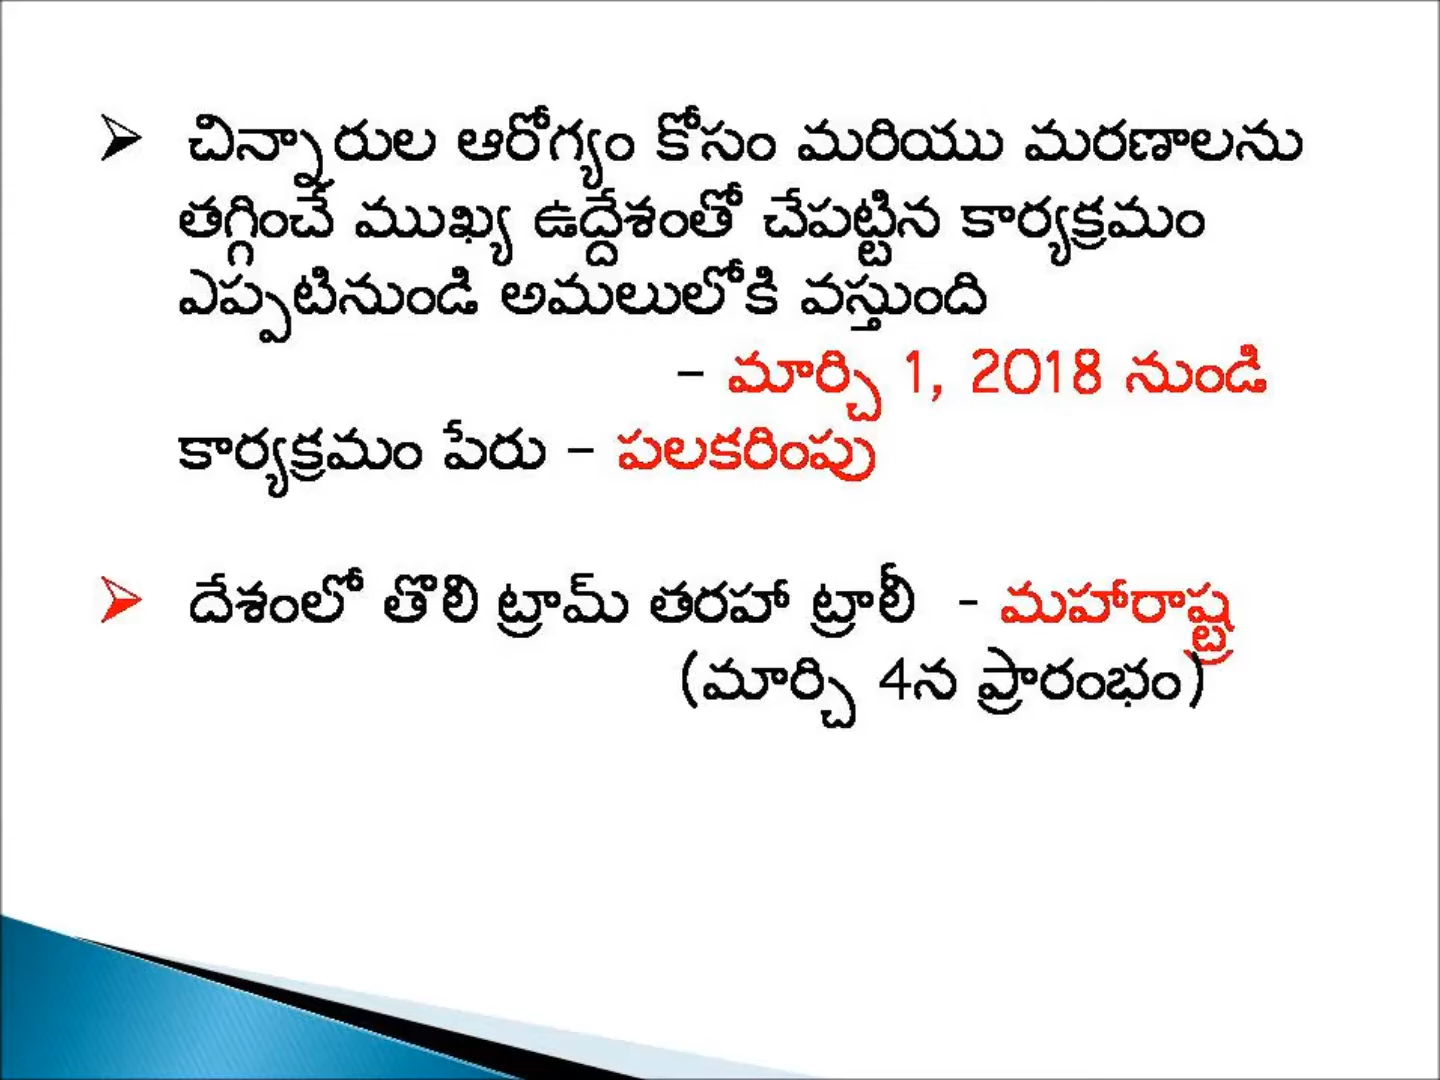 చిన్నారుల ఆరోగ్యం కోసం మరియు మరణాలను
తగ్గించే ముఖ్య ఉద్దేశంతో చేపట్టిన కార్యక్రమం
ఎప్పటినుండి అమలులోకి వస్తుంది
- మార్చి 1, 2018 నుండి
కార్యక్రమం పేరు - పలకరింపు
దేశంలో తొలి ట్రామ్ తరహా ట్రాలీ - మహారాష్ట్ర
(మార్చి 4న ప్రారంభం)